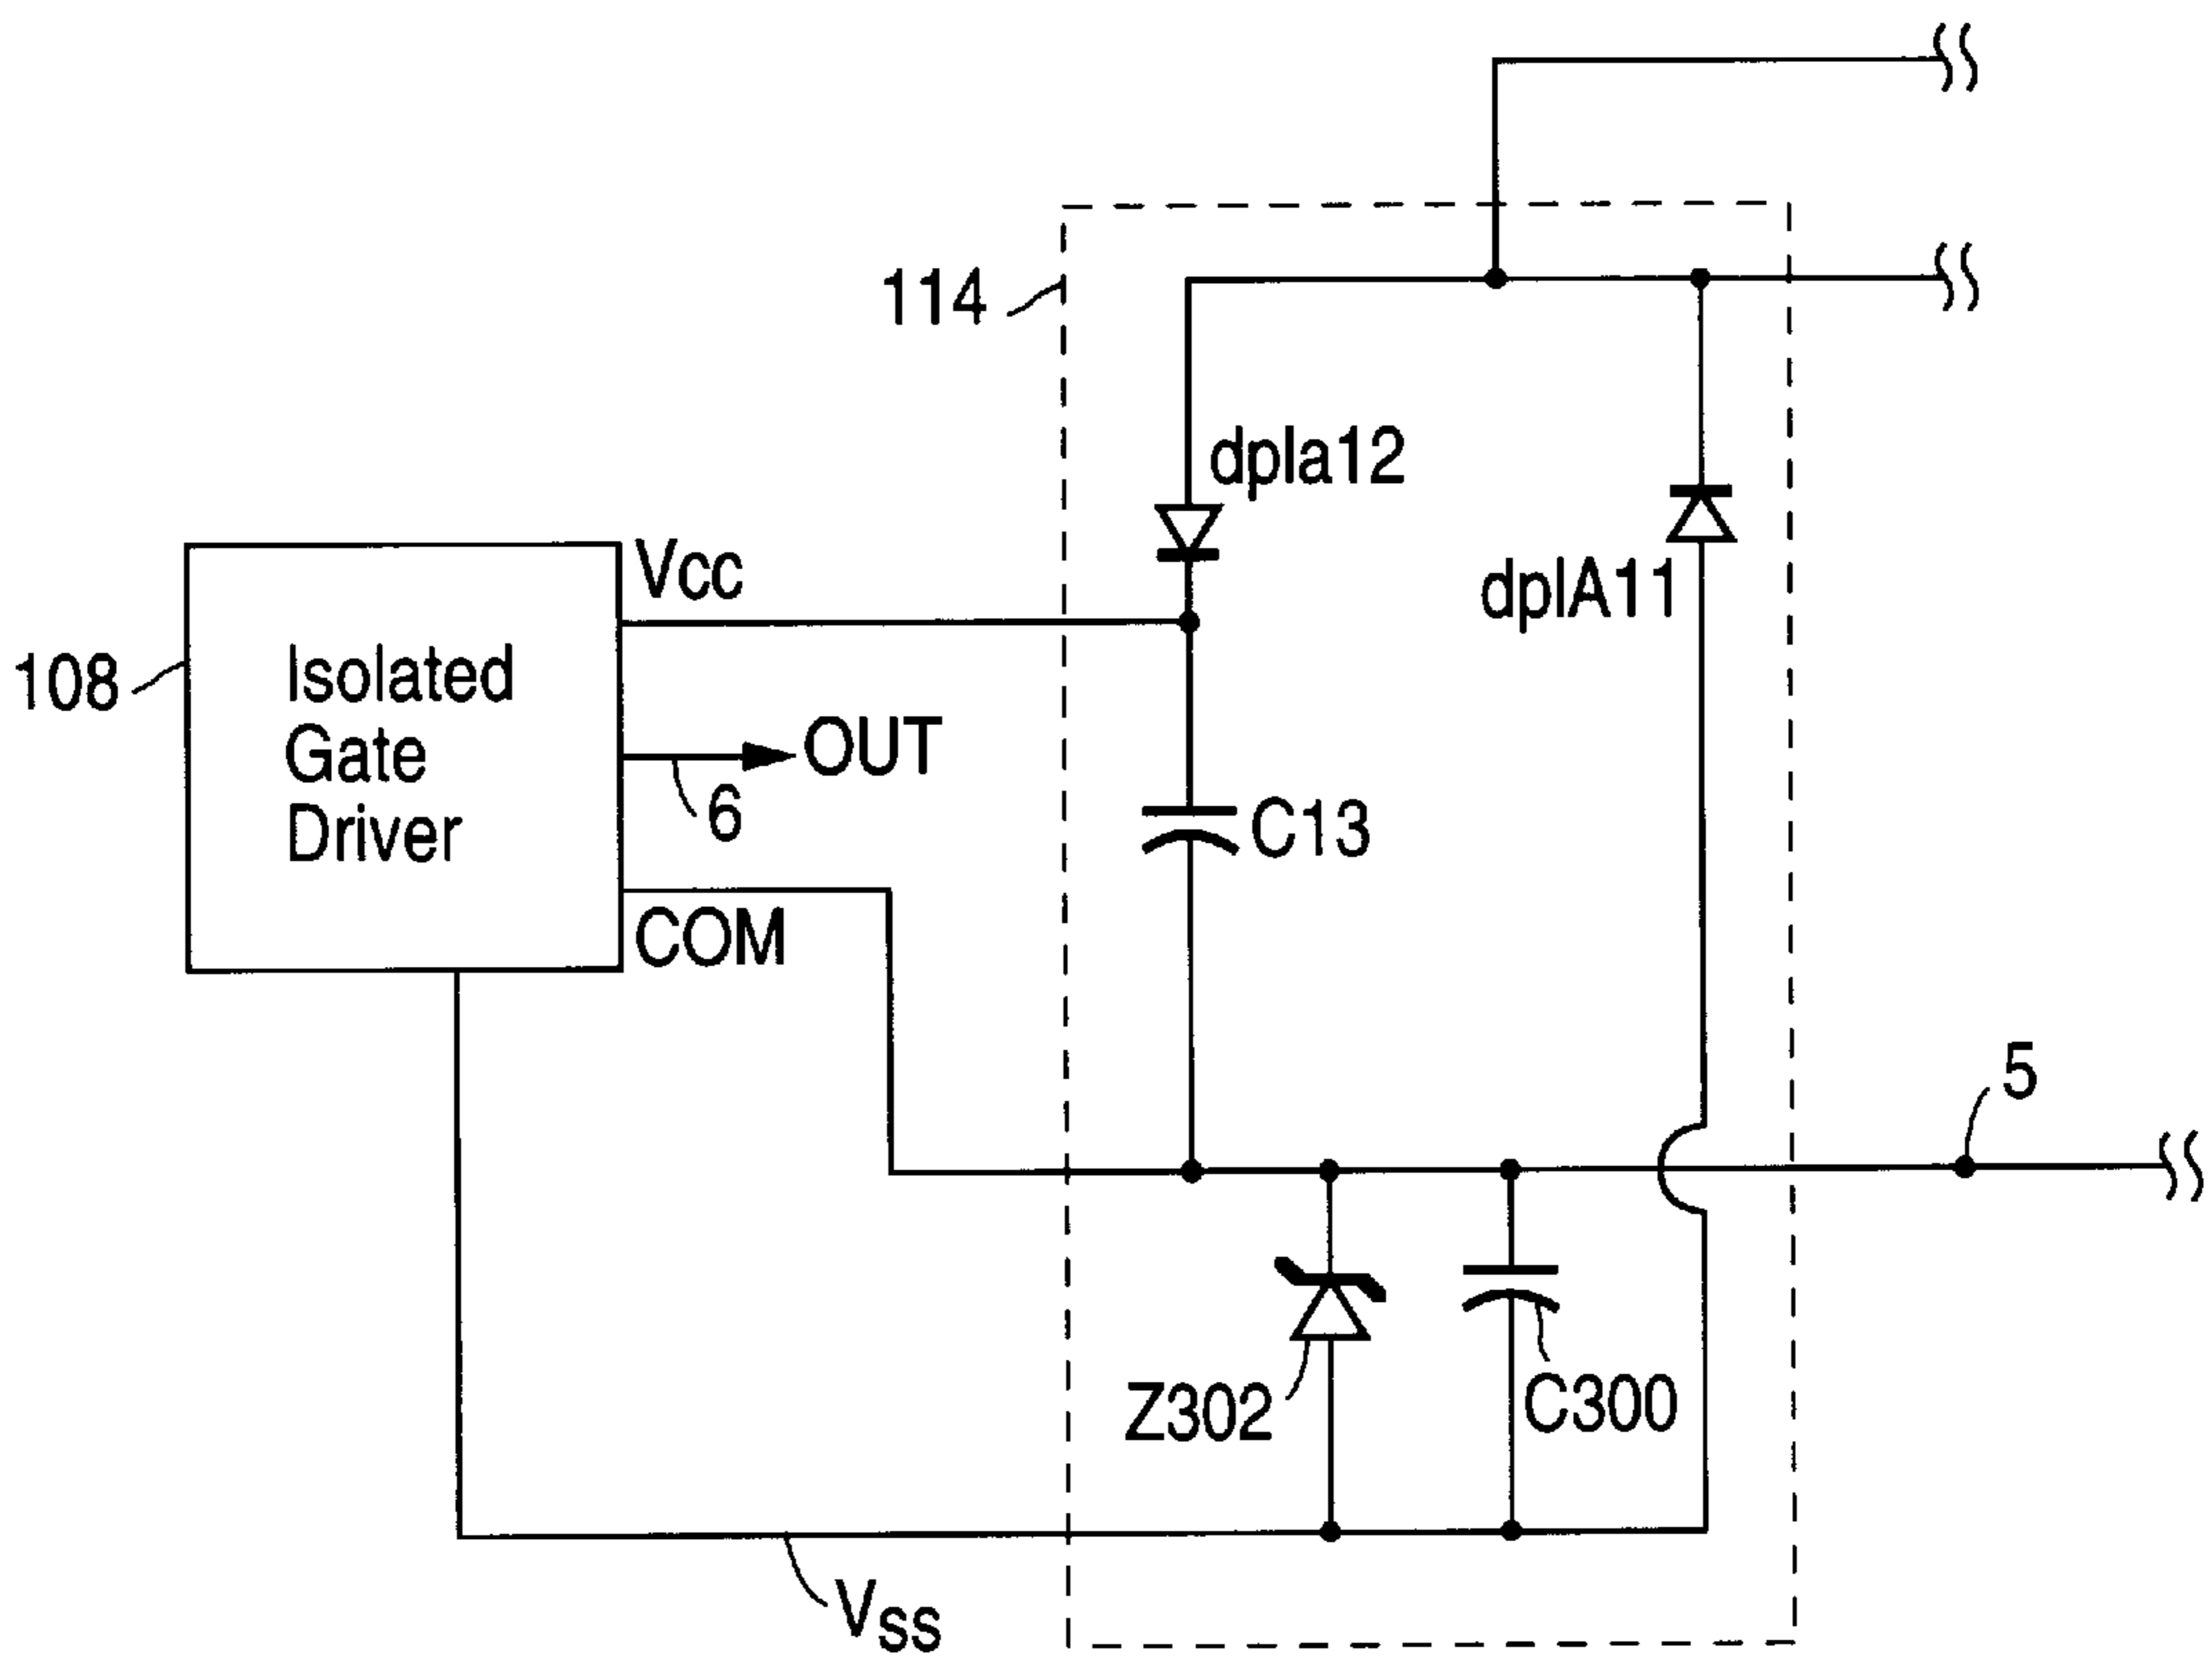 114
dpla12
Vcc
dplA11
108
Isolated
Gate
Driver
OUT
6
C13
COM
5
Z302
C300
Vss